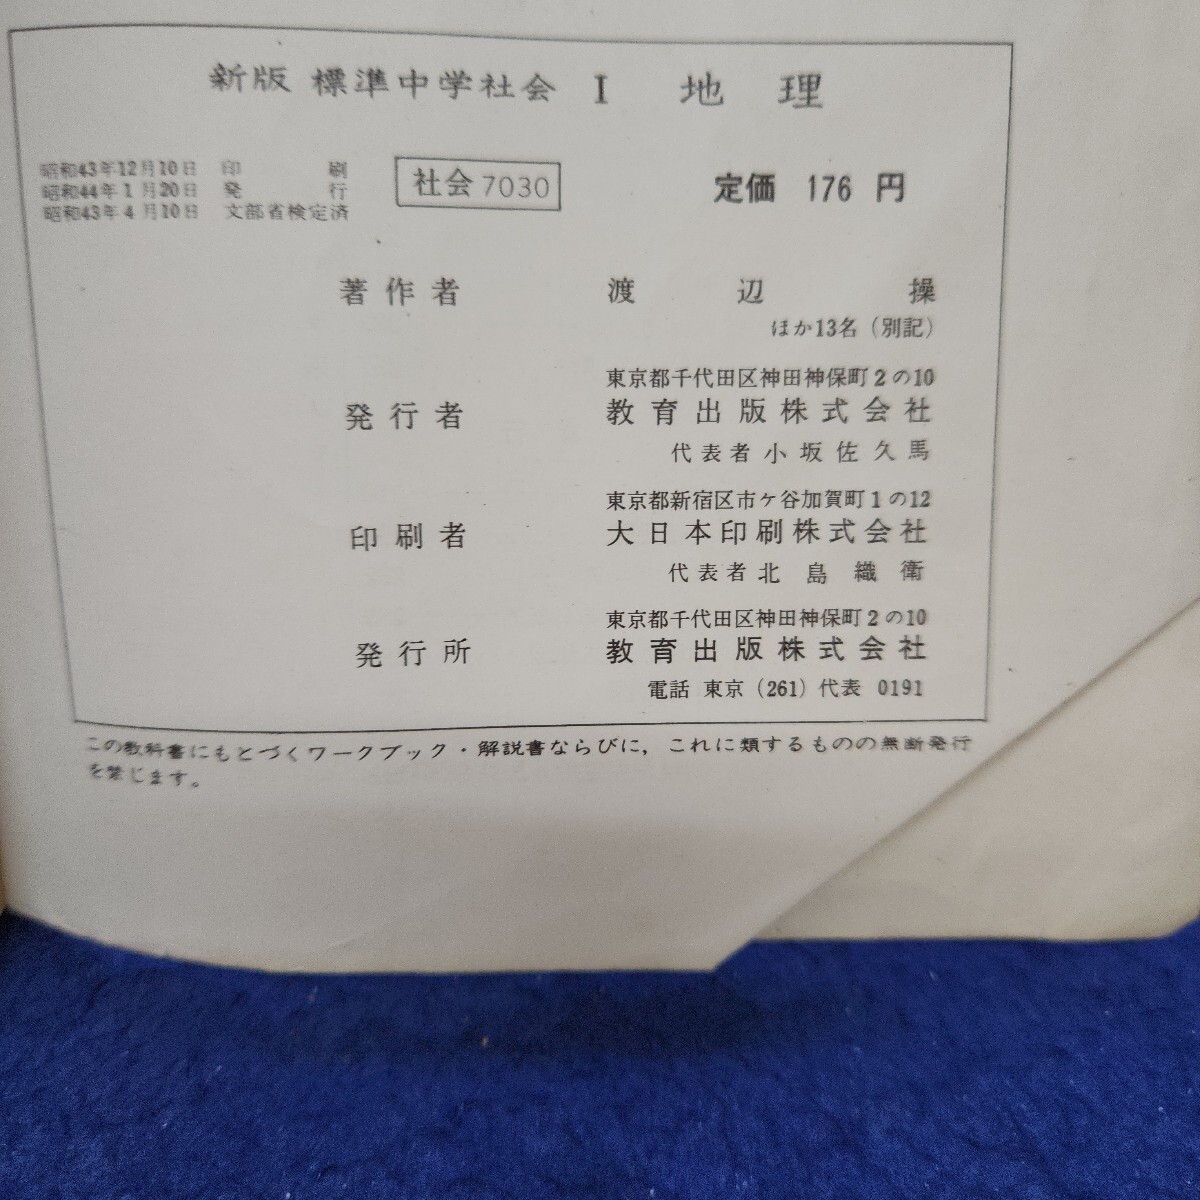 新版 標準中学社会 I 地理
昭和43年12月10日 印刷
昭和44年1月20日 発行
昭和43年4月10日 文部省検定済
社会 7030
定価 176 円
著作者 渡辺操
ほか13名（別記）
東京都千代田区神田神保町2の10
発行者 教育出版株式会社
代表者 小坂佐久馬
東京都新宿区市ケ谷加賀町1の12
印刷者 大日本印刷株式会社
代表者 北島織衛
東京都千代田区神田神保町2の10
発行所 教育出版株式会社
電話 東京（261）代表 0191
この教科書にもとづくワークブック・解説書ならびに，これに類するものの無断発行
を禁じます。